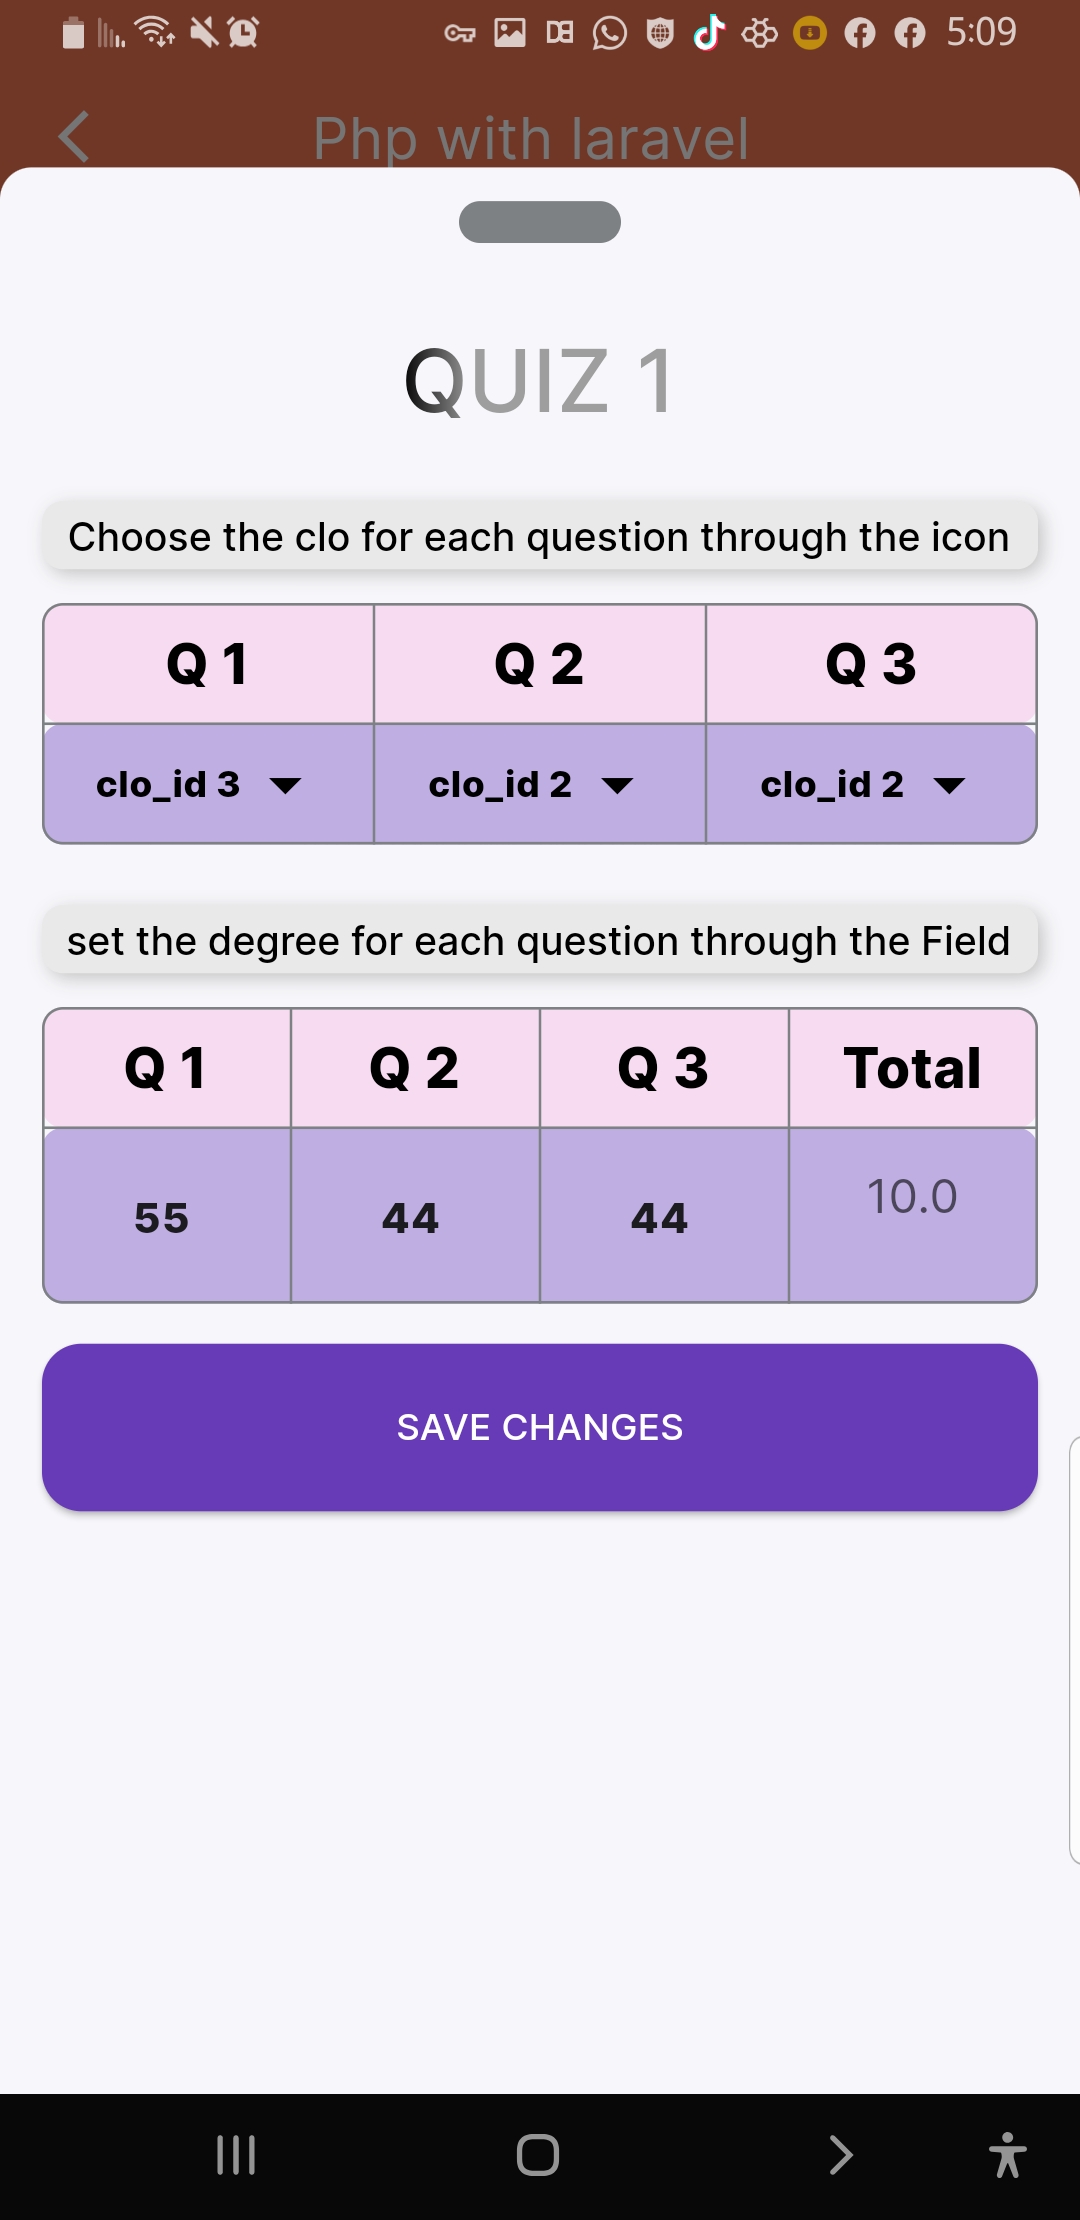 5:09
Php with laravel
QUIZ 1
Choose the clo for each question through the icon
Q 1 Q 2 Q 3
clo_id 3 clo_id 2 clo_id 2
set the degree for each question through the Field
Q 1 Q 2 Q 3 Total
55 44 44 10.0
SAVE CHANGES